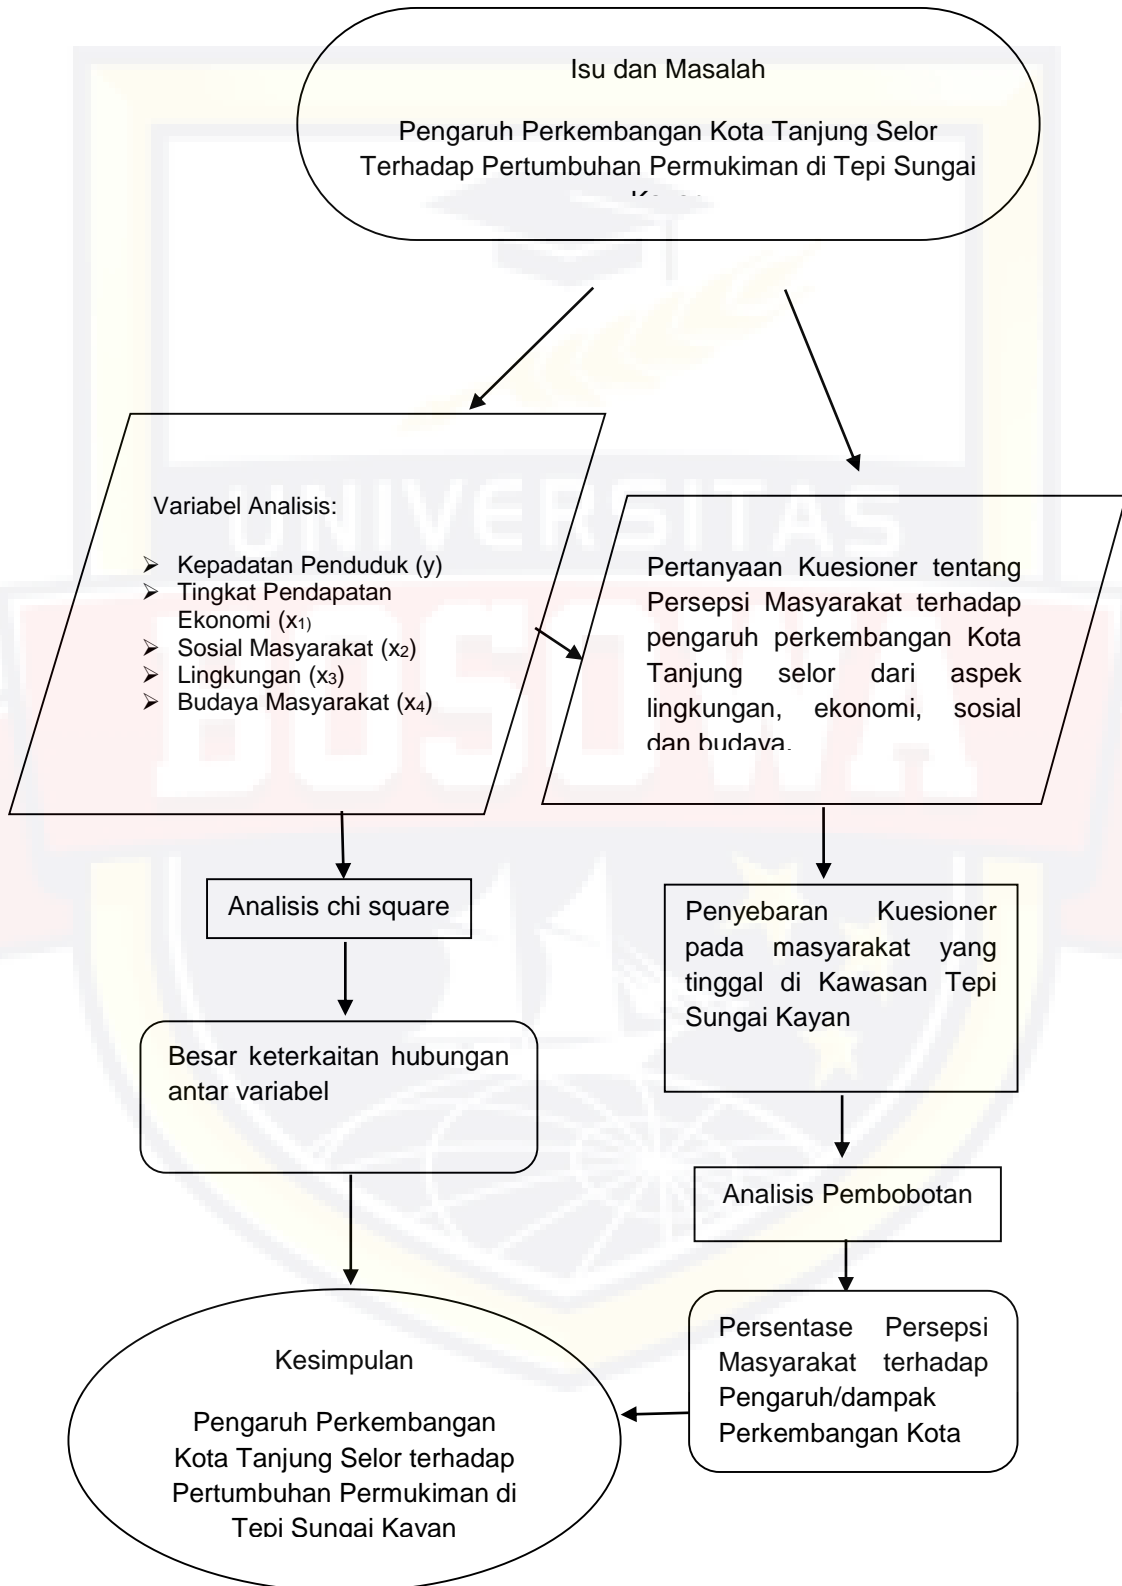 Isu dan Masalah
Pengaruh Perkembangan Kota Tanjung Selor
Terhadap Pertumbuhan Permukiman di Tepi Sungai
Variabel Analisis:
➢ Kepadatan Penduduk (y)
➢ Tingkat Pendapatan
Ekonomi (x₁)
➢ Sosial Masyarakat (x₂)
➢ Lingkungan (x₃)
➢ Budaya Masyarakat (x₄)
Pertanyaan Kuesioner tentang
Persepsi Masyarakat terhadap
pengaruh perkembangan Kota
Tanjung selor dari aspek
lingkungan, ekonomi, sosial
dan budaya.
Analisis chi square
Penyebaran Kuesioner
pada masyarakat yang
tinggal di Kawasan Tepi
Sungai Kayan
Besar keterkaitan hubungan
antar variabel
Analisis Pembobotan
Persentase Persepsi
Masyarakat terhadap
Pengaruh/dampak
Perkembangan Kota
Kesimpulan
Pengaruh Perkembangan
Kota Tanjung Selor terhadap
Pertumbuhan Permukiman di
Tepi Sungai Kayan
UNIVERSITAS
BOSOWA